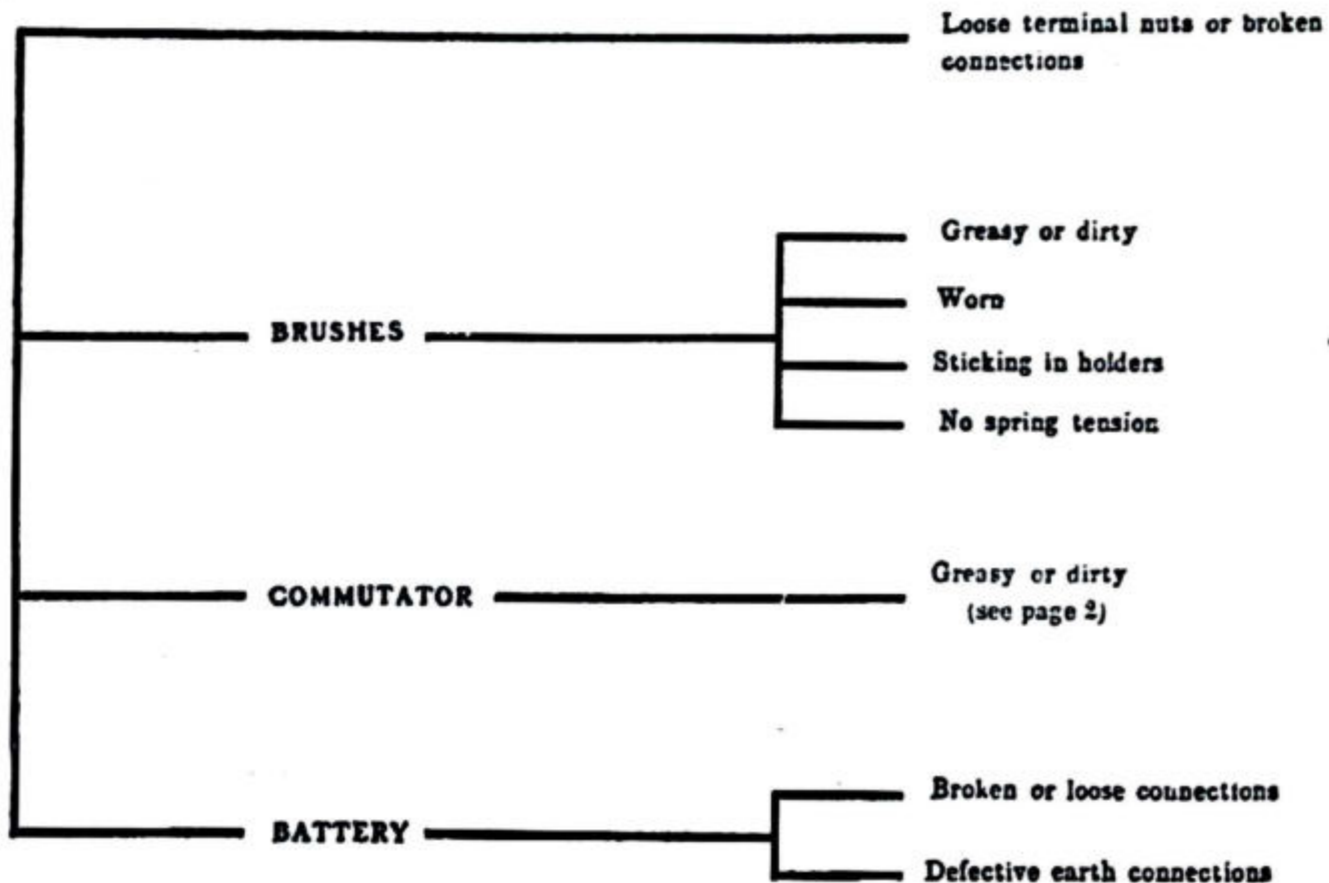 Loose terminal nuts or broken
connections
Greasy or dirty
Worn
BRUSHES
Sticking in holders
No spring tension
Greasy or dirty
COMMUTATOR
(see page 2)
Broken or loose connections
BATTERY
Defective earth connections